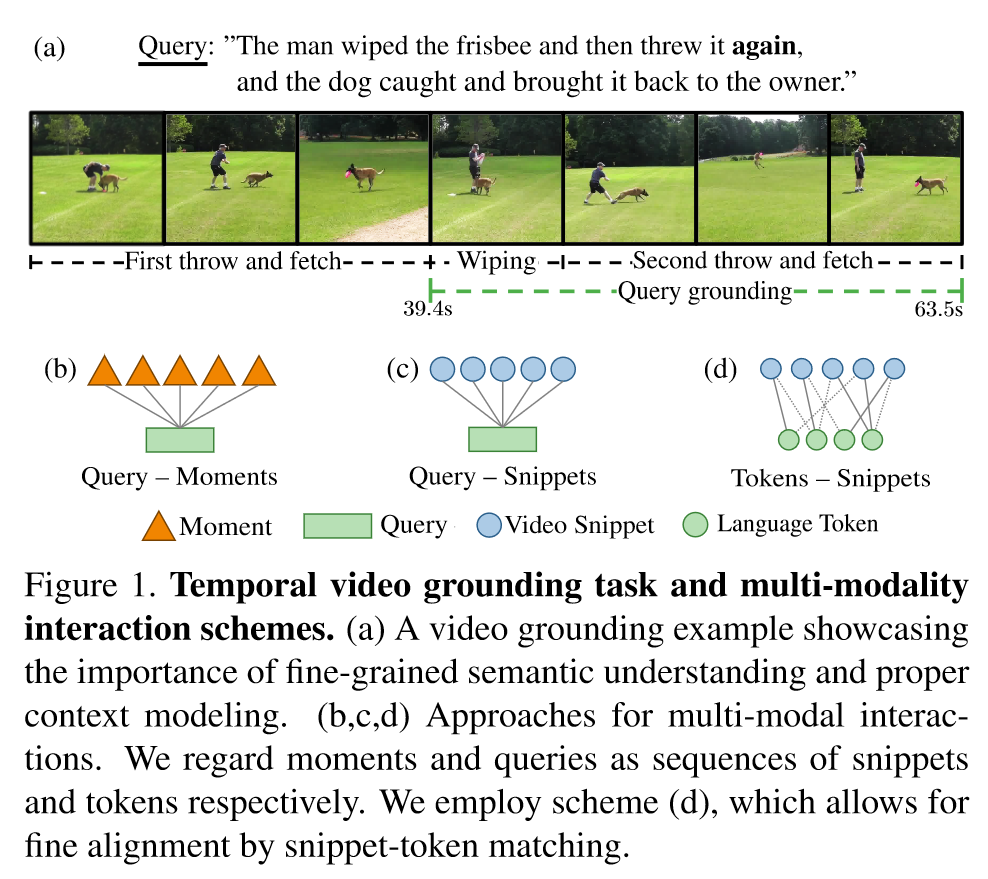 (a) Query: ”The man wiped the frisbee and then threw it again,
and the dog caught and brought it back to the owner.”
First throw and fetch Wiping Second throw and fetch
Query grounding
39.4s 63.5s
(b) (c) (d)
Query – Moments Query – Snippets Tokens – Snippets
Moment Query Video Snippet Language Token
Figure 1. Temporal video grounding task and multi-modality
interaction schemes. (a) A video grounding example showcasing
the importance of fine-grained semantic understanding and proper
context modeling. (b,c,d) Approaches for multi-modal interac-
tions. We regard moments and queries as sequences of snippets
and tokens respectively. We employ scheme (d), which allows for
fine alignment by snippet-token matching.